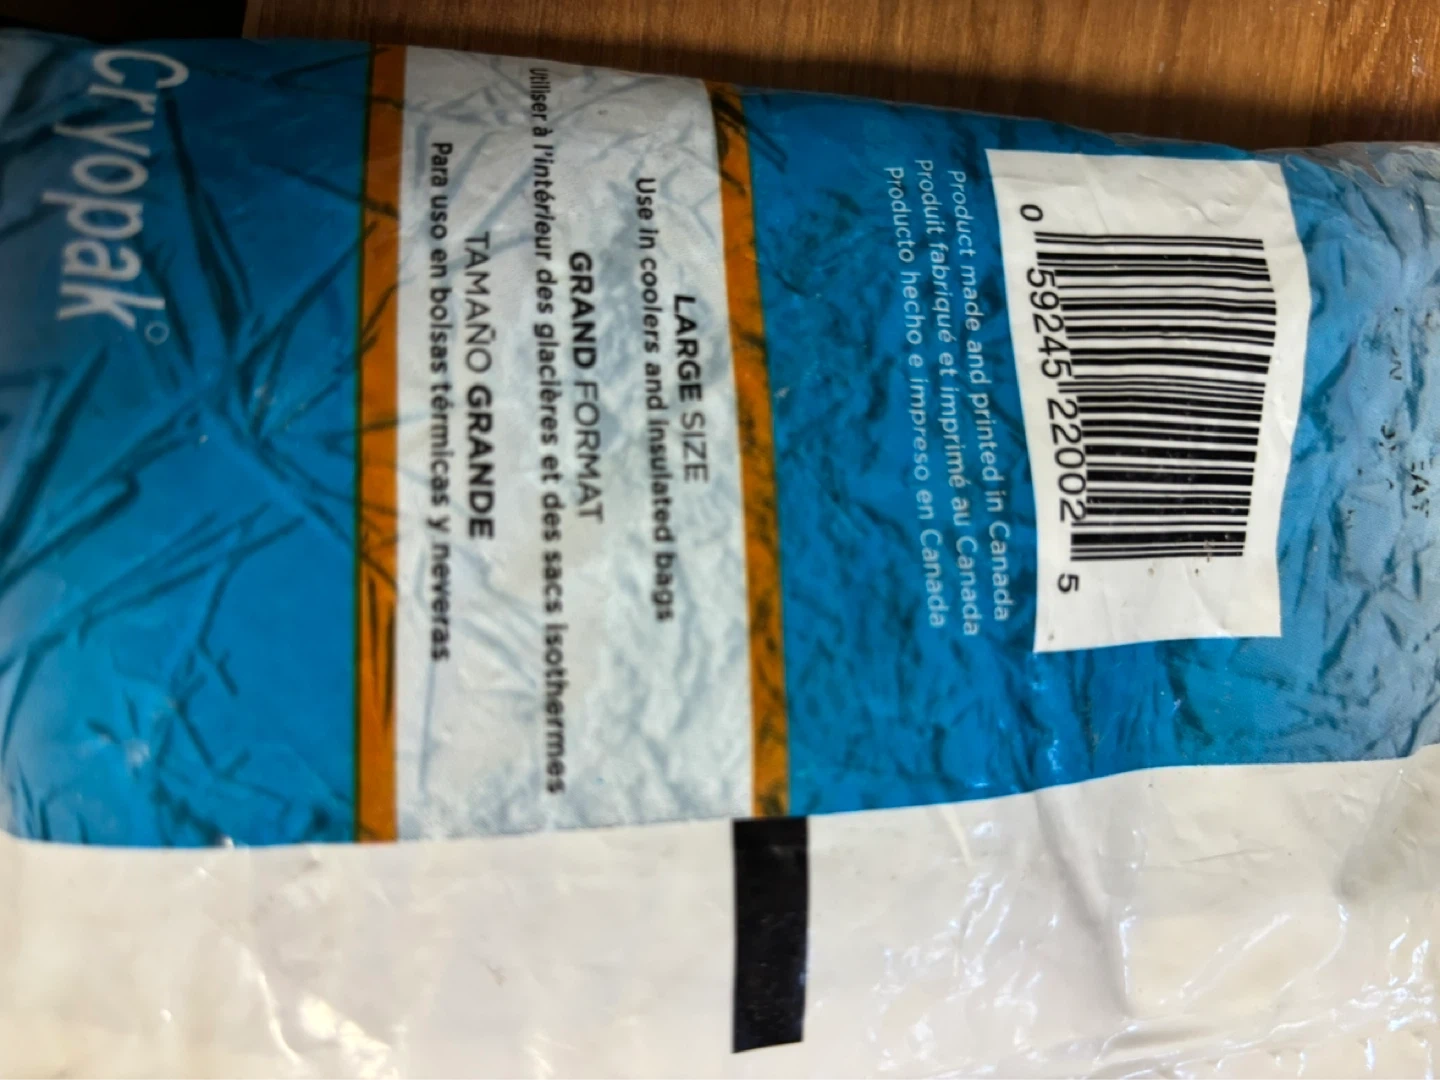 0 59245 22002 5
Product made and printed in Canada
Produit fabriqué et imprimé au Canada
Producto hecho e impreso en Canada
LARGE SIZE
Use in coolers and insulated bags
GRAND FORMAT
Utiliser à l'intérieur des glacières et des sacs isothermes
TAMAÑO GRANDE
Para uso en bolsas térmicas y neveras
Cryopak